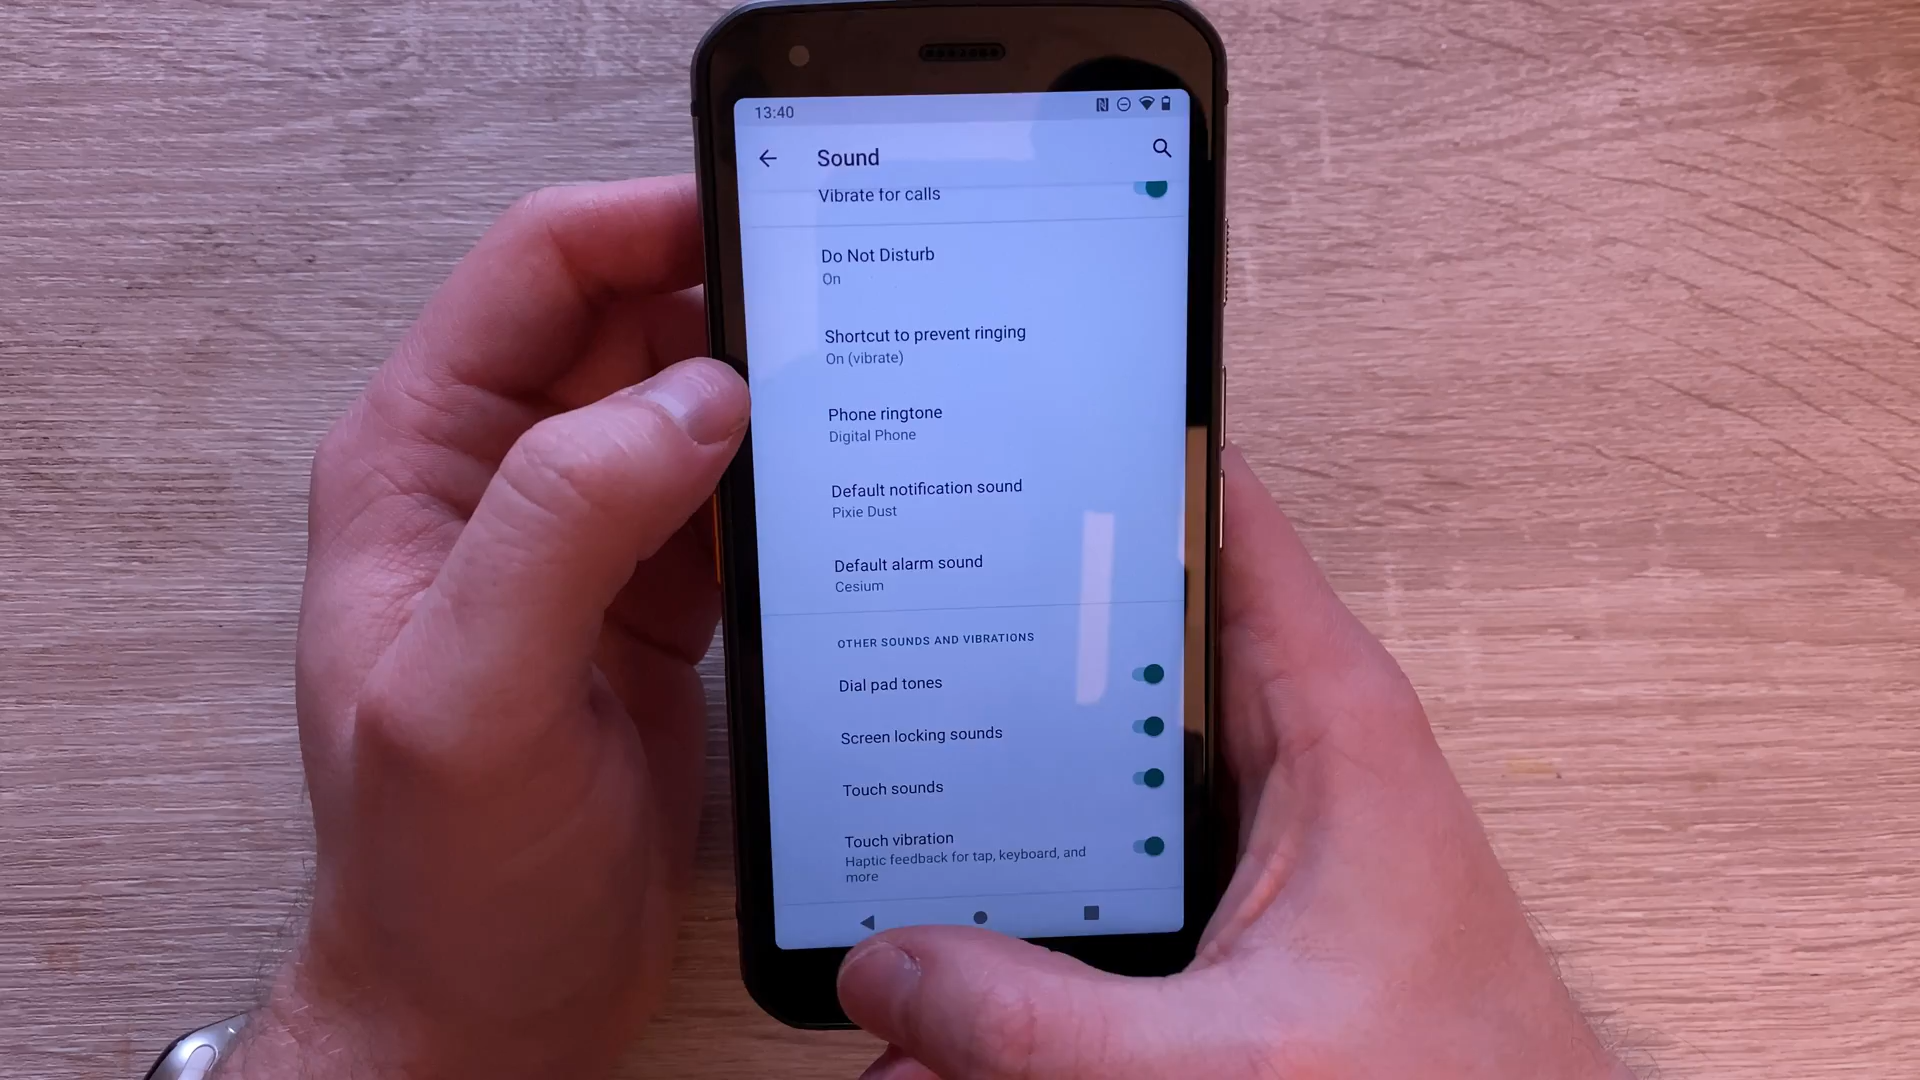 13:40
Sound
Vibrate for calls
Do Not Disturb
On
Shortcut to prevent ringing
On (vibrate)
Phone ringtone
Digital Phone
Default notification sound
Pixie Dust
Default alarm sound
Cesium
OTHER SOUNDS AND VIBRATIONS
Dial pad tones
Screen locking sounds
Touch sounds
Touch vibration
Haptic feedback for tap, keyboard, and
more